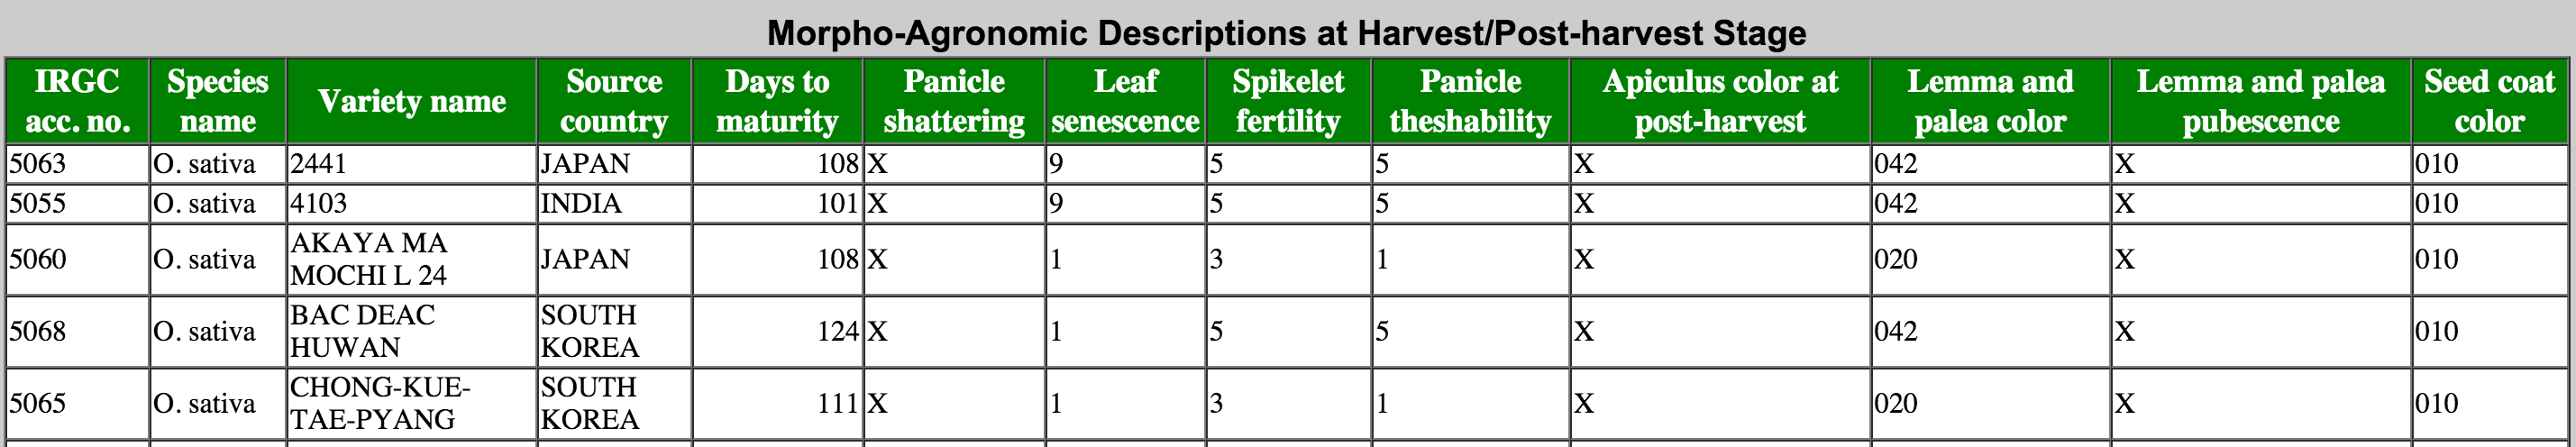 Morpho-Agronomic Descriptions at Harvest/Post-harvest Stage
IRGC acc. no. Species name Variety name Source country Days to maturity Panicle shattering Leaf senescence Spikelet fertility Panicle theshability Apiculus color at post-harvest Lemma and palea color Lemma and palea pubescence Seed coat color
5063 O. sativa 2441 JAPAN 108 X 9 5 5 X 042 X 010
5055 O. sativa 4103 INDIA 101 X 9 5 5 X 042 X 010
5060 O. sativa AKAYA MA MOCHI L 24 JAPAN 108 X 1 3 1 X 020 X 010
5068 O. sativa BAC DEAC HUWAN SOUTH KOREA 124 X 1 5 5 X 042 X 010
5065 O. sativa CHONG-KUE-TAE-PYANG SOUTH KOREA 111 X 1 3 1 X 020 X 010